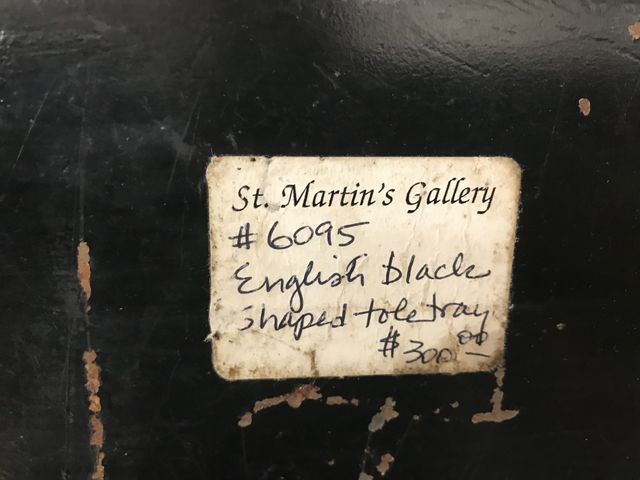 St. Martin's Gallery
#6095
English black
shaped tole tray
$300.00